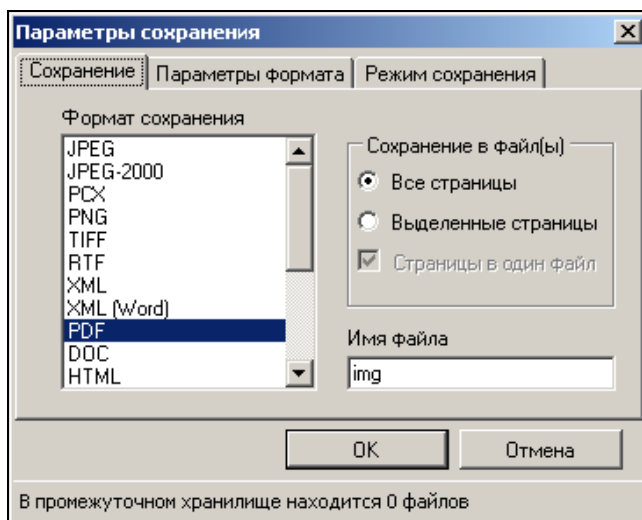 Параметры сохранения
Сохранение Параметры формата Режим сохранения
Формат сохранения
JPEG
JPEG-2000
PCX
PNG
TIFF
RTF
XML
XML (Word)
PDF
DOC
HTML
Сохранение в файл(ы)
Все страницы
Выделенные страницы
Страницы в один файл
Имя файла
img
OK Отмена
В промежуточном хранилище находится 0 файлов